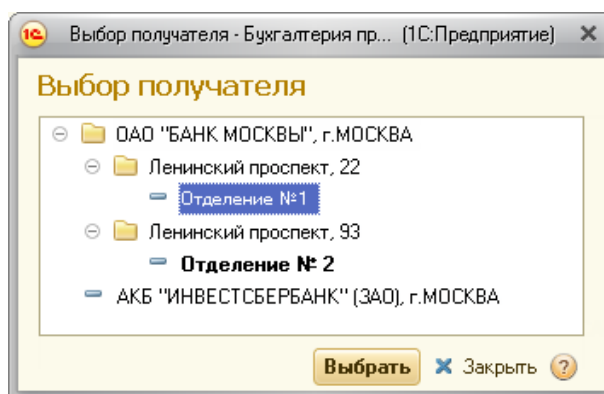 1С Выбор получателя - Бухгалтерия пр... (1С:Предприятие)
Выбор получателя
ОАО "БАНК МОСКВЫ", г.МОСКВА
Ленинский проспект, 22
Отделение №1
Ленинский проспект, 93
Отделение № 2
АКБ "ИНВЕСТСБЕРБАНК" (ЗАО), г.МОСКВА
Выбрать Закрыть ?